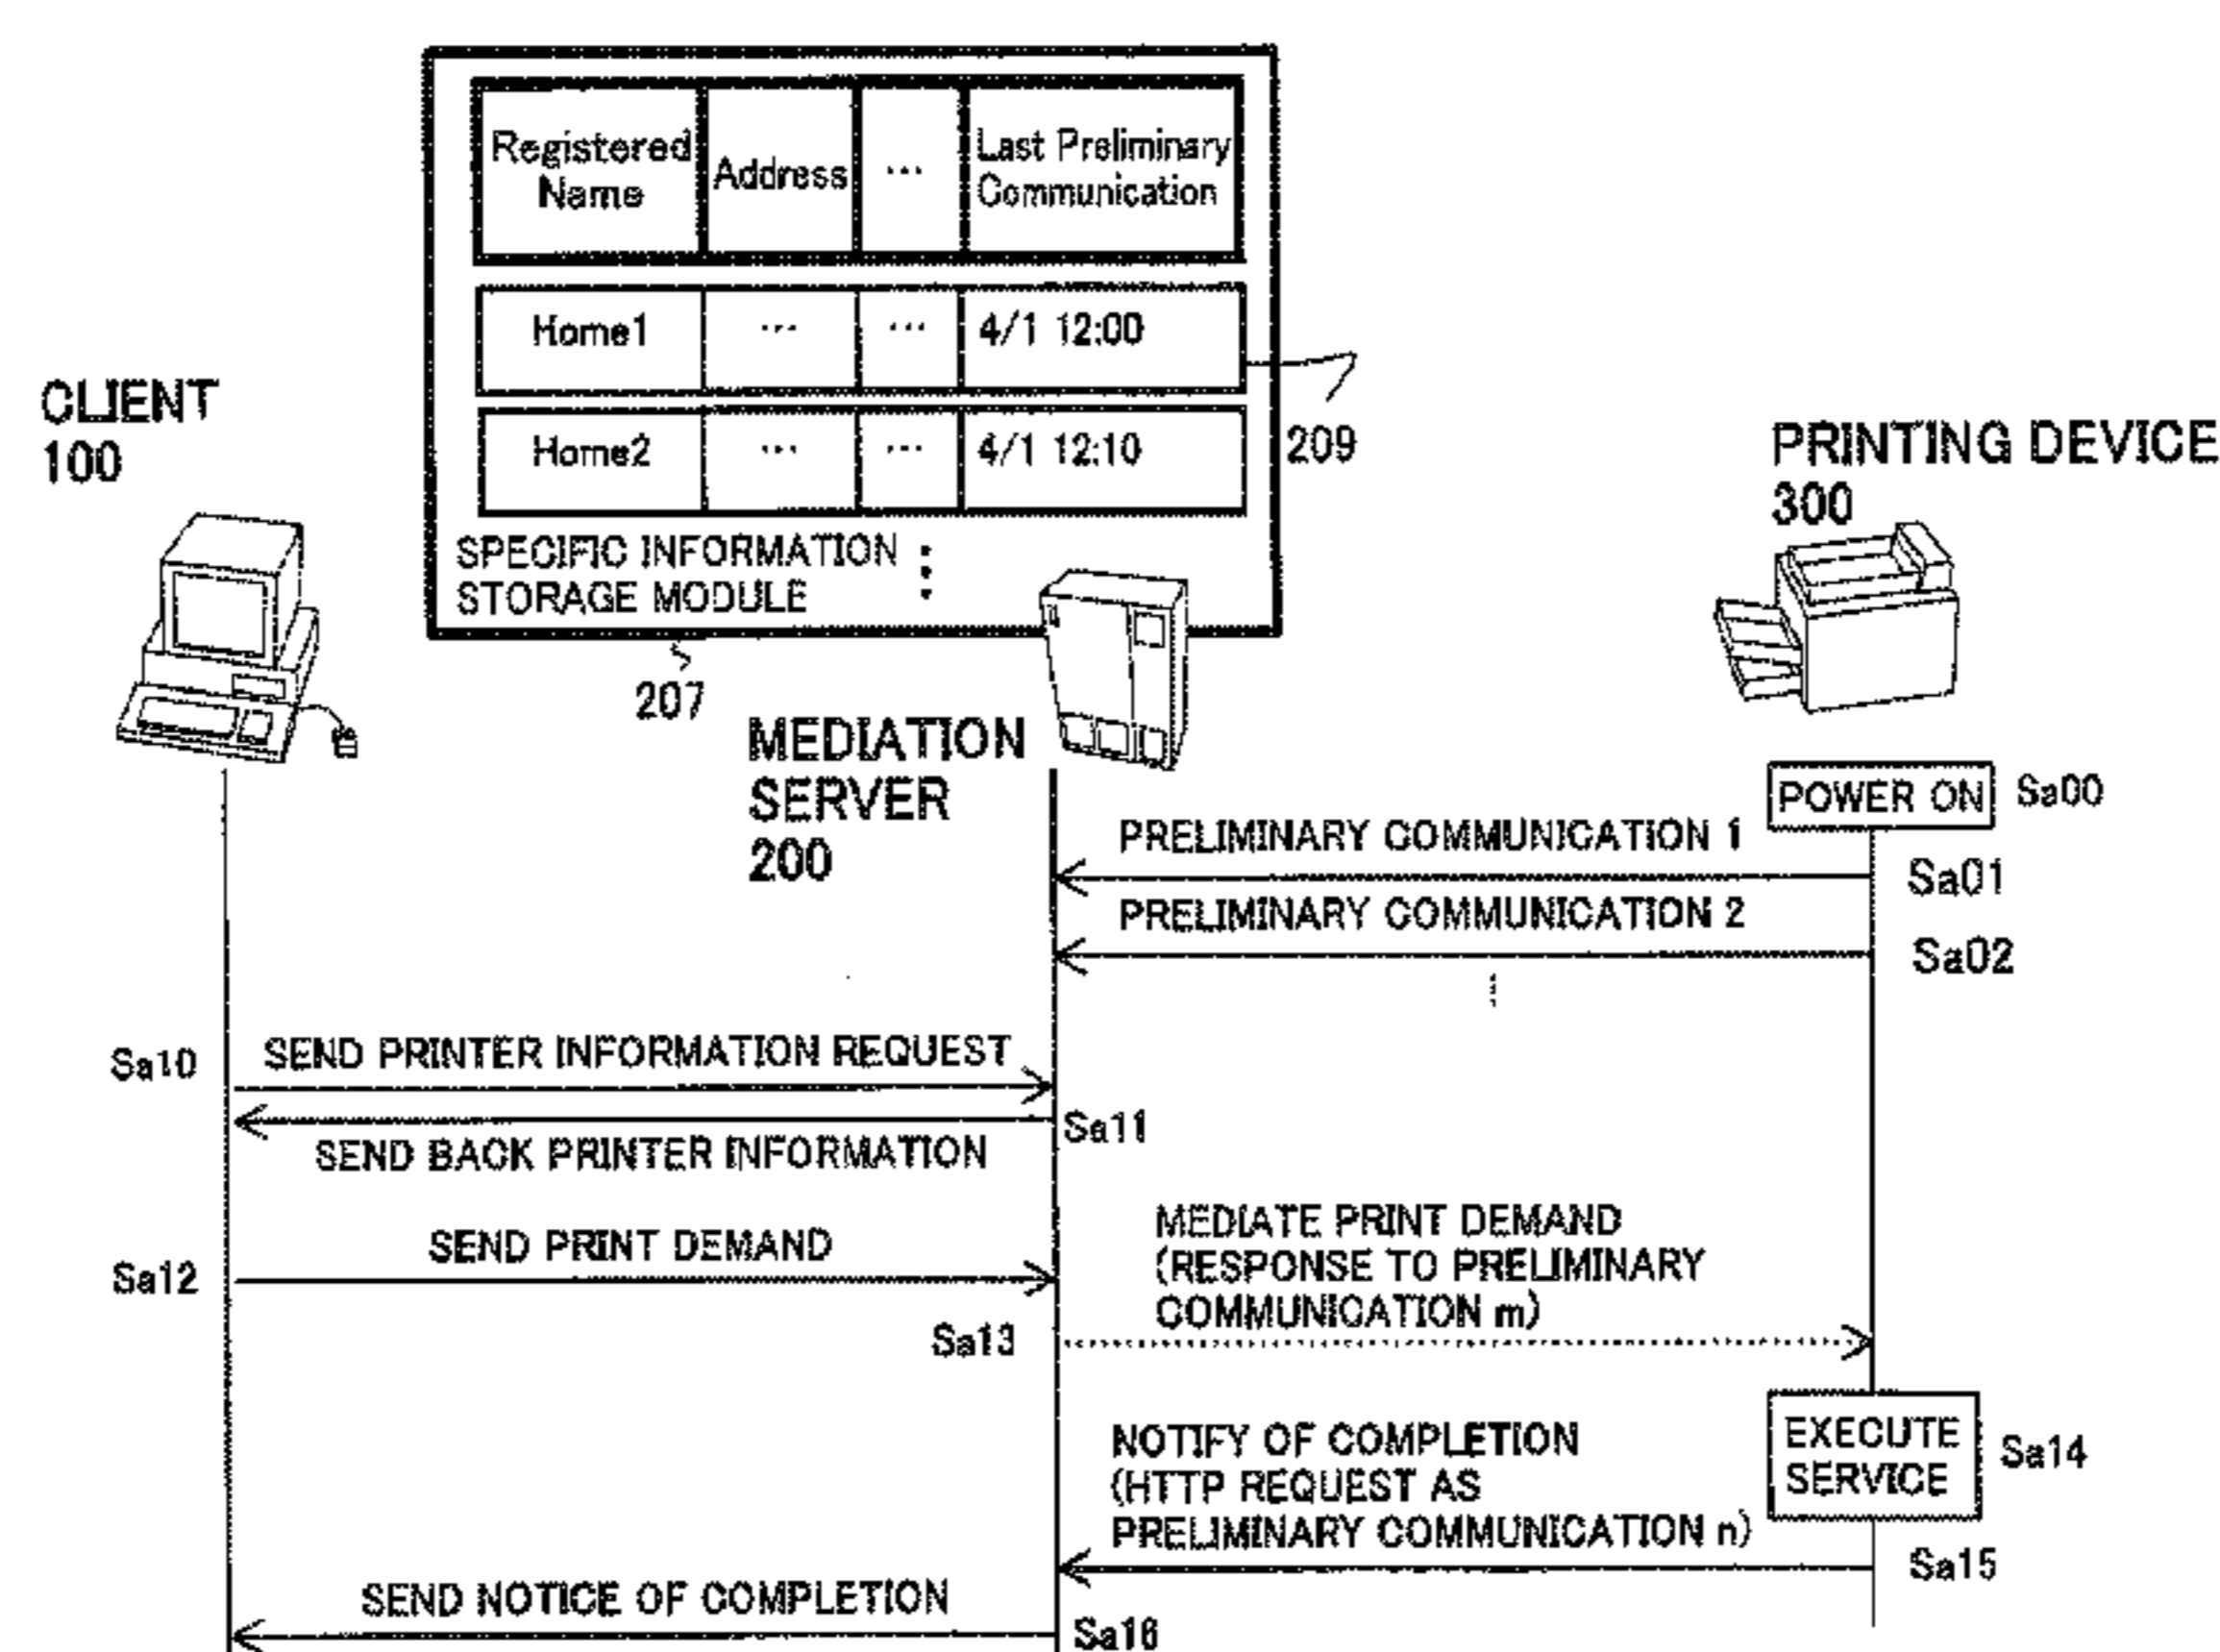 Registered
Name
Address
...
Last Preliminary
Communication
Home1
...
...
4/1 12:00
Home2
...
...
4/1 12:10
209
SPECIFIC INFORMATION
STORAGE MODULE
207
CLIENT
100
MEDIATION
SERVER
200
PRINTING DEVICE
300
POWER ON
Sa00
PRELIMINARY COMMUNICATION 1
Sa01
PRELIMINARY COMMUNICATION 2
Sa02
Sa10
SEND PRINTER INFORMATION REQUEST
Sa11
SEND BACK PRINTER INFORMATION
Sa12
SEND PRINT DEMAND
MEDIATE PRINT DEMAND
(RESPONSE TO PRELIMINARY
COMMUNICATION m)
Sa13
EXECUTE
SERVICE
Sa14
NOTIFY OF COMPLETION
(HTTP REQUEST AS
PRELIMINARY COMMUNICATION n)
Sa15
SEND NOTICE OF COMPLETION
Sa16